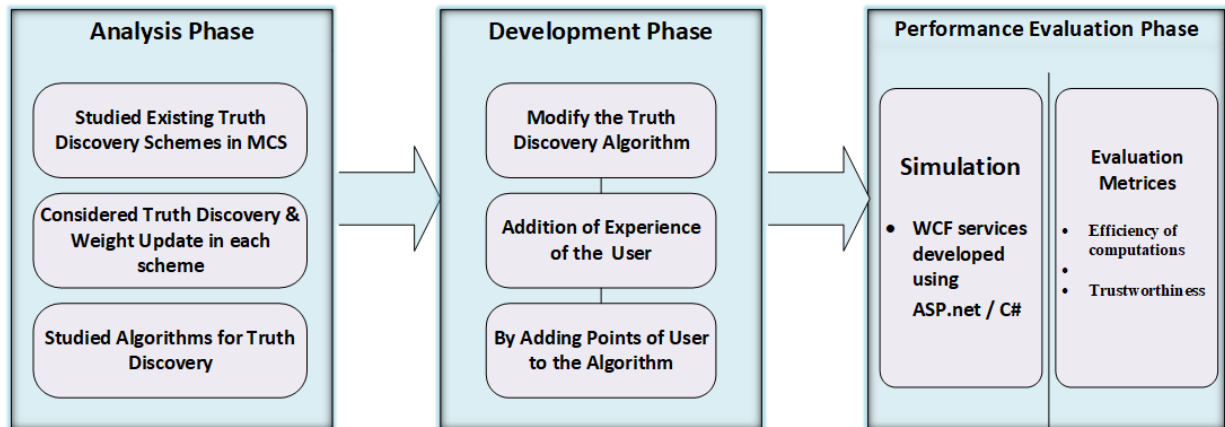 Analysis Phase
Studied Existing Truth
Discovery Schemes in MCS
Considered Truth Discovery &
Weight Update in each
scheme
Studied Algorithms for Truth
Discovery
Development Phase
Modify the Truth
Discovery Algorithm
Addition of Experience
of the User
By Adding Points of User
to the Algorithm
Performance Evaluation Phase
Simulation
• WCF services
developed
using
ASP.net / C#
Evaluation
Metrices
• Efficiency of
computations
•
• Trustworthiness